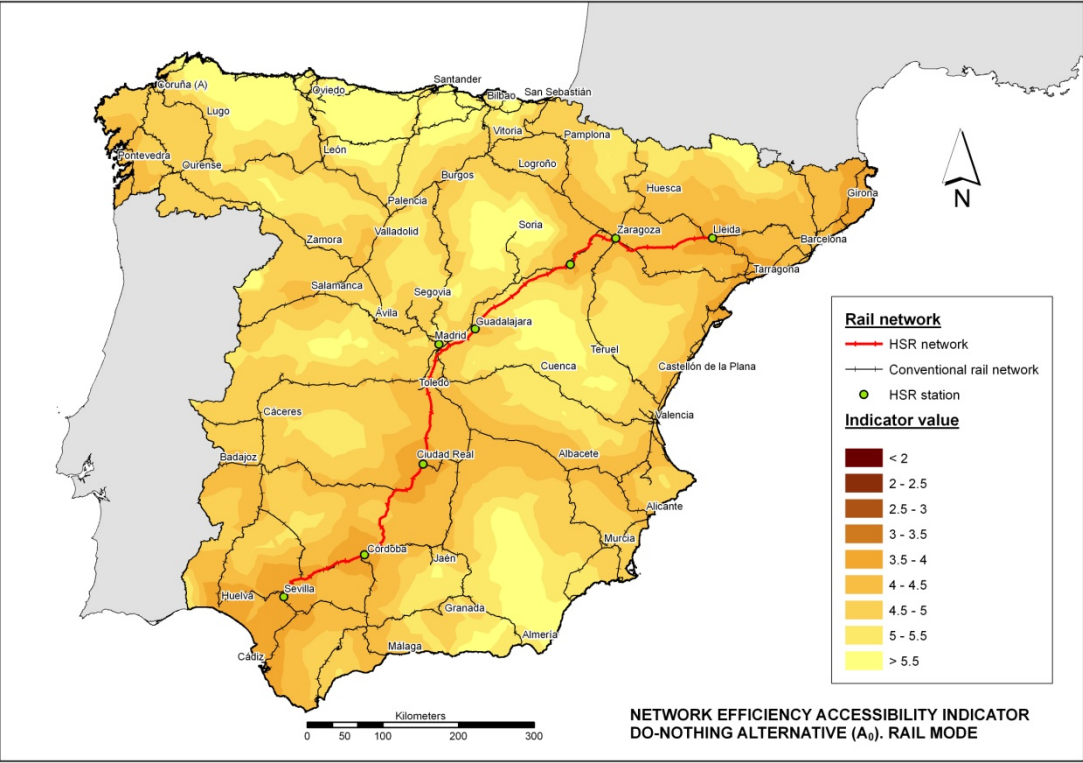 Santander
Coruña (A)
Oviedo
Bilbao
San Sebastián
Lugo
Vitoria
Pamplona
León
Pontevedra
Ourense
Logroño
Burgos
Huesca
Girona
Palencia
Soria
Zaragoza
Lleida
Valladolid
Zamora
Barcelona
Tarragona
Salamanca
Segovia
Ávila
Guadalajara
Madrid
Teruel
Cuenca
Castellón de la Plana
Toledo
Cáceres
Valencia
Badajoz
Ciudad Real
Albacete
Alicante
Murcia
Córdoba
Jaén
Sevilla
Huelva
Granada
Almería
Málaga
Cádiz
N
Rail network
HSR network
Conventional rail network
HSR station
Indicator value
< 2
2 - 2.5
2.5 - 3
3 - 3.5
3.5 - 4
4 - 4.5
4.5 - 5
5 - 5.5
> 5.5
Kilometers
0 50 100 200 300
NETWORK EFFICIENCY ACCESSIBILITY INDICATOR
DO-NOTHING ALTERNATIVE (A₀). RAIL MODE